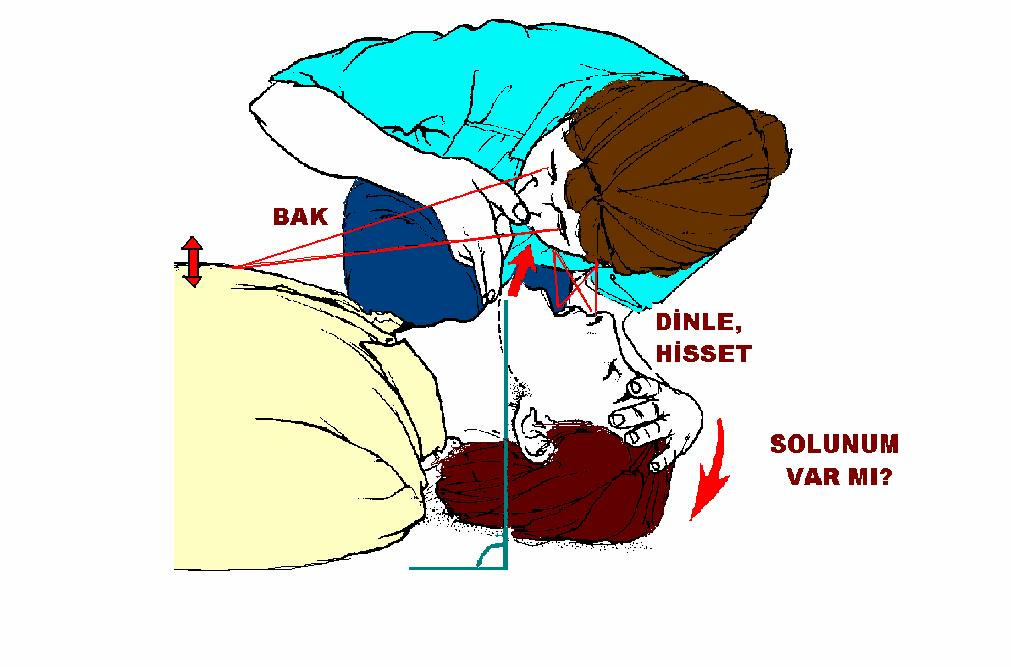 BAK
DİNLE,
HİSSET
SOLUNUM
VAR MI?